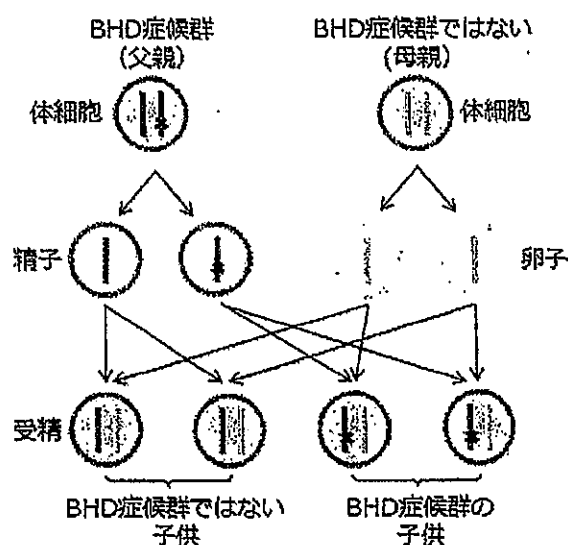 BHD症候群
(父親)
BHD症候群ではない
(母親)
体細胞
体細胞
精子
卵子
受精
BHD症候群ではない
子供
BHD症候群の
子供